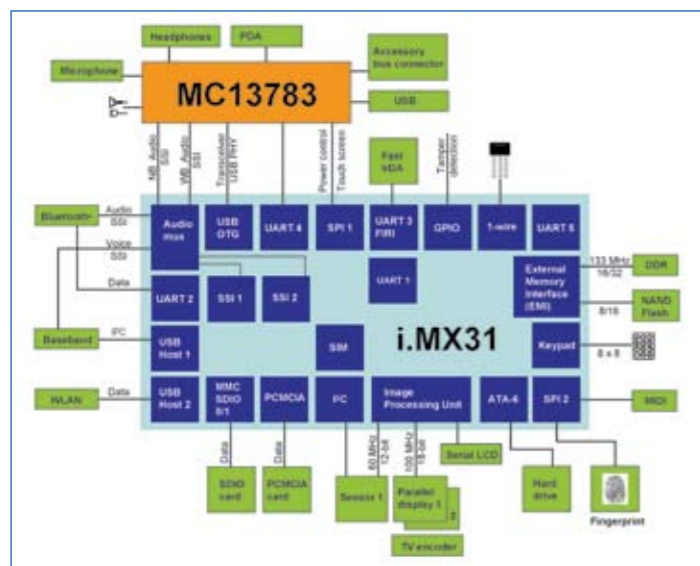 Headphones
PDA
Microphone
Accessory
bus connector
MC13783
USB
NB Audio
SSI
WB Audio
SSI
Transceiver
USB PHY
Power control
Touch screen
Fast
IrDA
Tamper
detection
Bluetooth
Audio
SSI
Voice
SSI
Data
Audio
mux
USB
OTG
UART 4
SPI 1
UART 3
FIRI
GPIO
1-wire
UART 5
UART 2
SSI 1
SSI 2
UART 1
External
Memory
Interface
(EMI)
133 MHz
16/32
DDR
8/16
NAND
Flash
Baseband
USB
Host 1
SIM
i.MX31
Keypad
8 x 8
WLAN
Data
USB
Host 2
MMC
SDIO
PCMCIA
Image
Processing Unit
ATA-6
SPI 2
MIDI
Data
Data
60 MHz
12-bit
100 MHz
18-bit
Serial LCD
SDIO
card
PCMCIA
card
Sensor 1
Parallel
display 1
2
Hard
drive
Fingerprint
TV encoder